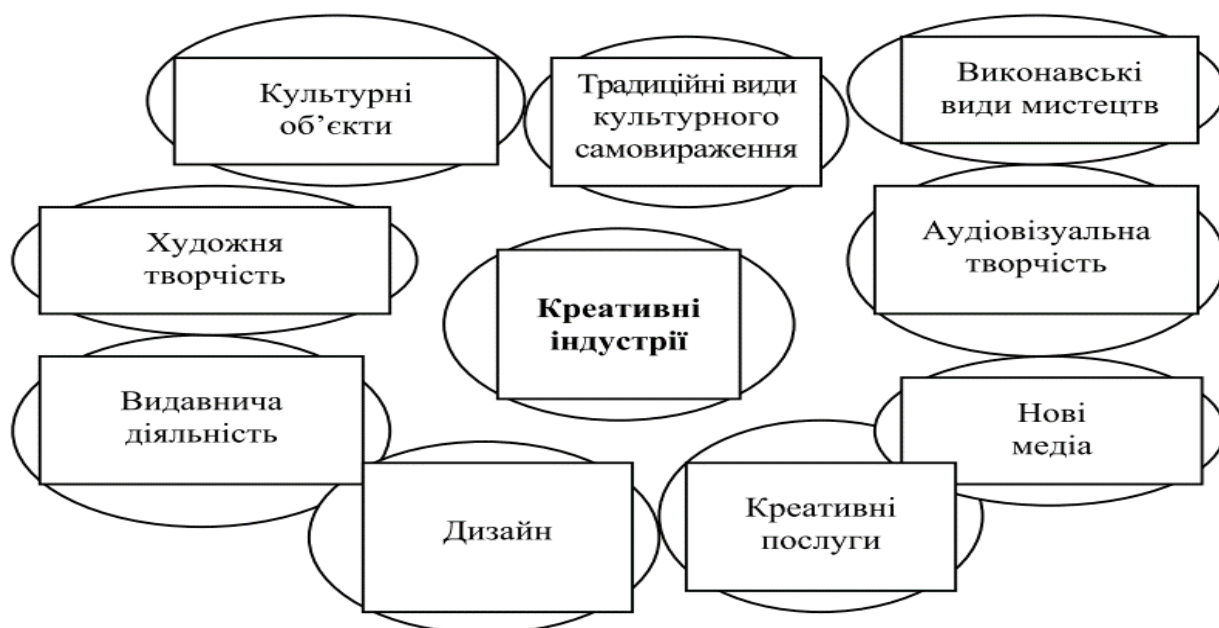 Культурні
об’єкти
Традиційні види
культурного
самовираження
Виконавські
види мистецтв
Художня
творчість
Аудіовізуальна
творчість
Креативні
індустрії
Видавнича
діяльність
Нові
медіа
Дизайн
Креативні
послуги